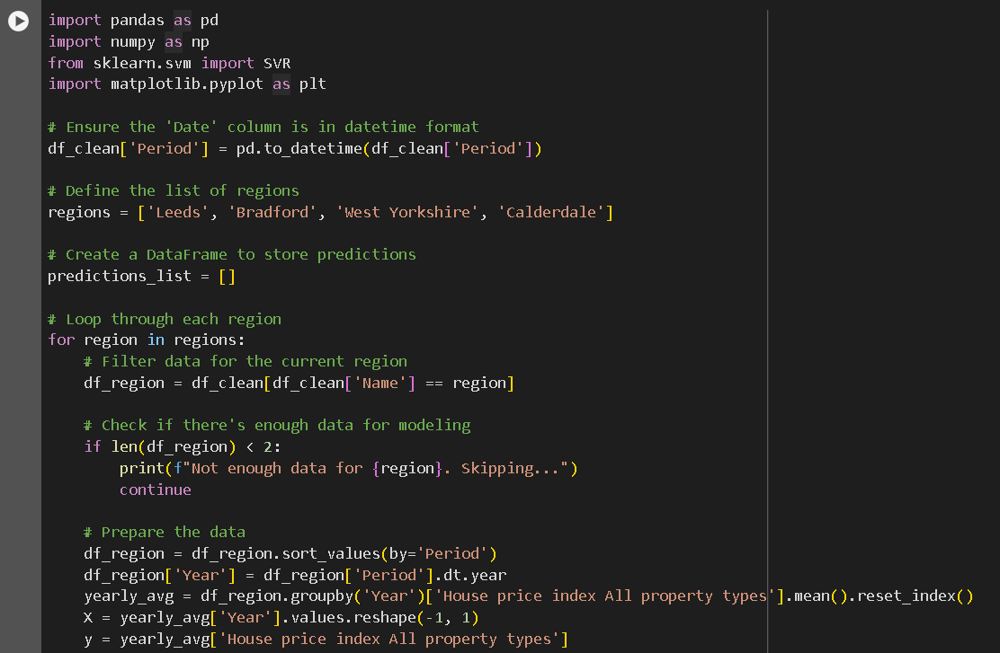 import pandas as pd
import numpy as np
from sklearn.svm import SVR
import matplotlib.pyplot as plt

# Ensure the 'Date' column is in datetime format
df_clean['Period'] = pd.to_datetime(df_clean['Period'])

# Define the list of regions
regions = ['Leeds', 'Bradford', 'West Yorkshire', 'Calderdale']

# Create a DataFrame to store predictions
predictions_list = []

# Loop through each region
for region in regions:
    # Filter data for the current region
    df_region = df_clean[df_clean['Name'] == region]

    # Check if there's enough data for modeling
    if len(df_region) < 2:
        print(f"Not enough data for {region}. Skipping...")
        continue

    # Prepare the data
    df_region = df_region.sort_values(by='Period')
    df_region['Year'] = df_region['Period'].dt.year
    yearly_avg = df_region.groupby('Year')['House price index All property types'].mean().reset_index()
    X = yearly_avg['Year'].values.reshape(-1, 1)
    y = yearly_avg['House price index All property types']